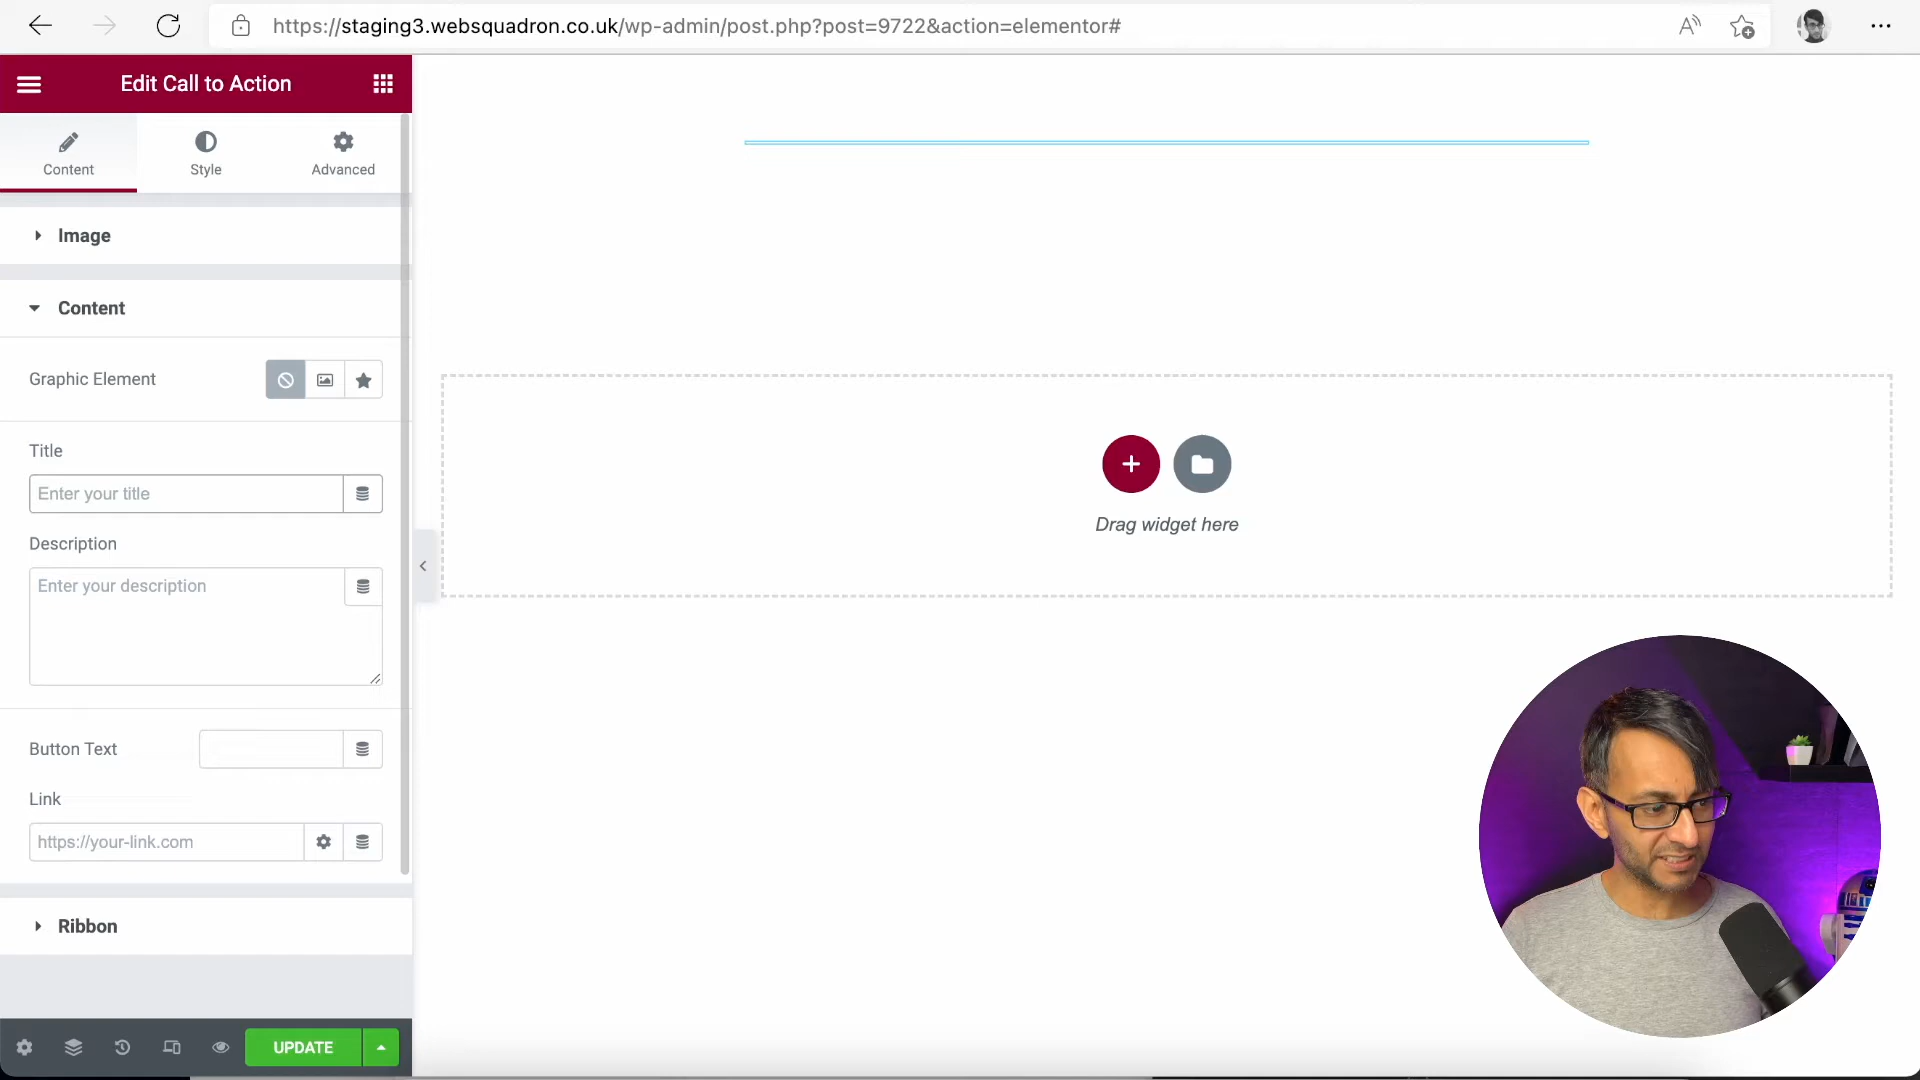 https://staging3.websquadron.co.uk/wp-admin/post.php?post=9722&action=elementor#
Edit Call to Action
Content
Style
Advanced
Image
Content
Graphic Element
Title
Enter your title
Description
Enter your description
Button Text
Link
https://your-link.com
Ribbon
UPDATE
Drag widget here